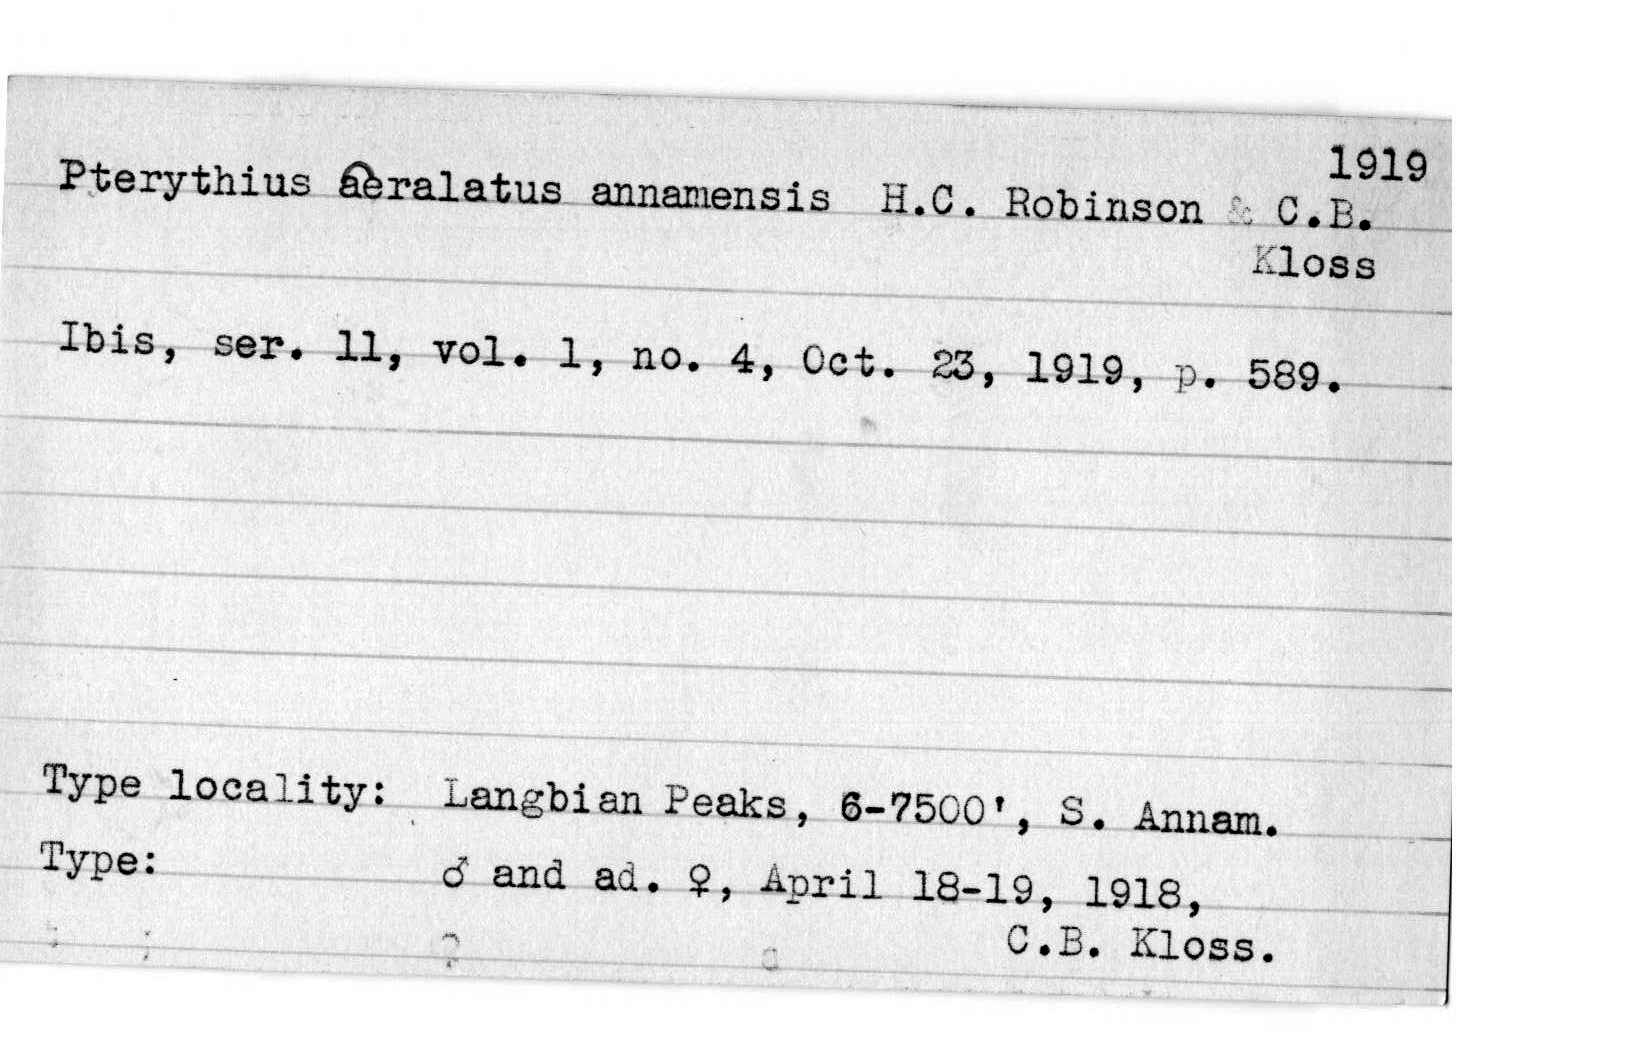 1919
Pterythius aeralatus annamensis H.C. Robinson & C.B.
Kloss
Ibis, ser. 11, vol. 1, no. 4, Oct. 23, 1919, p. 589.
Type locality: Langbian Peaks, 6-7500', S. Annam.
Type: ♂ and ad. ♀, April 18-19, 1918,
C.B. Kloss.